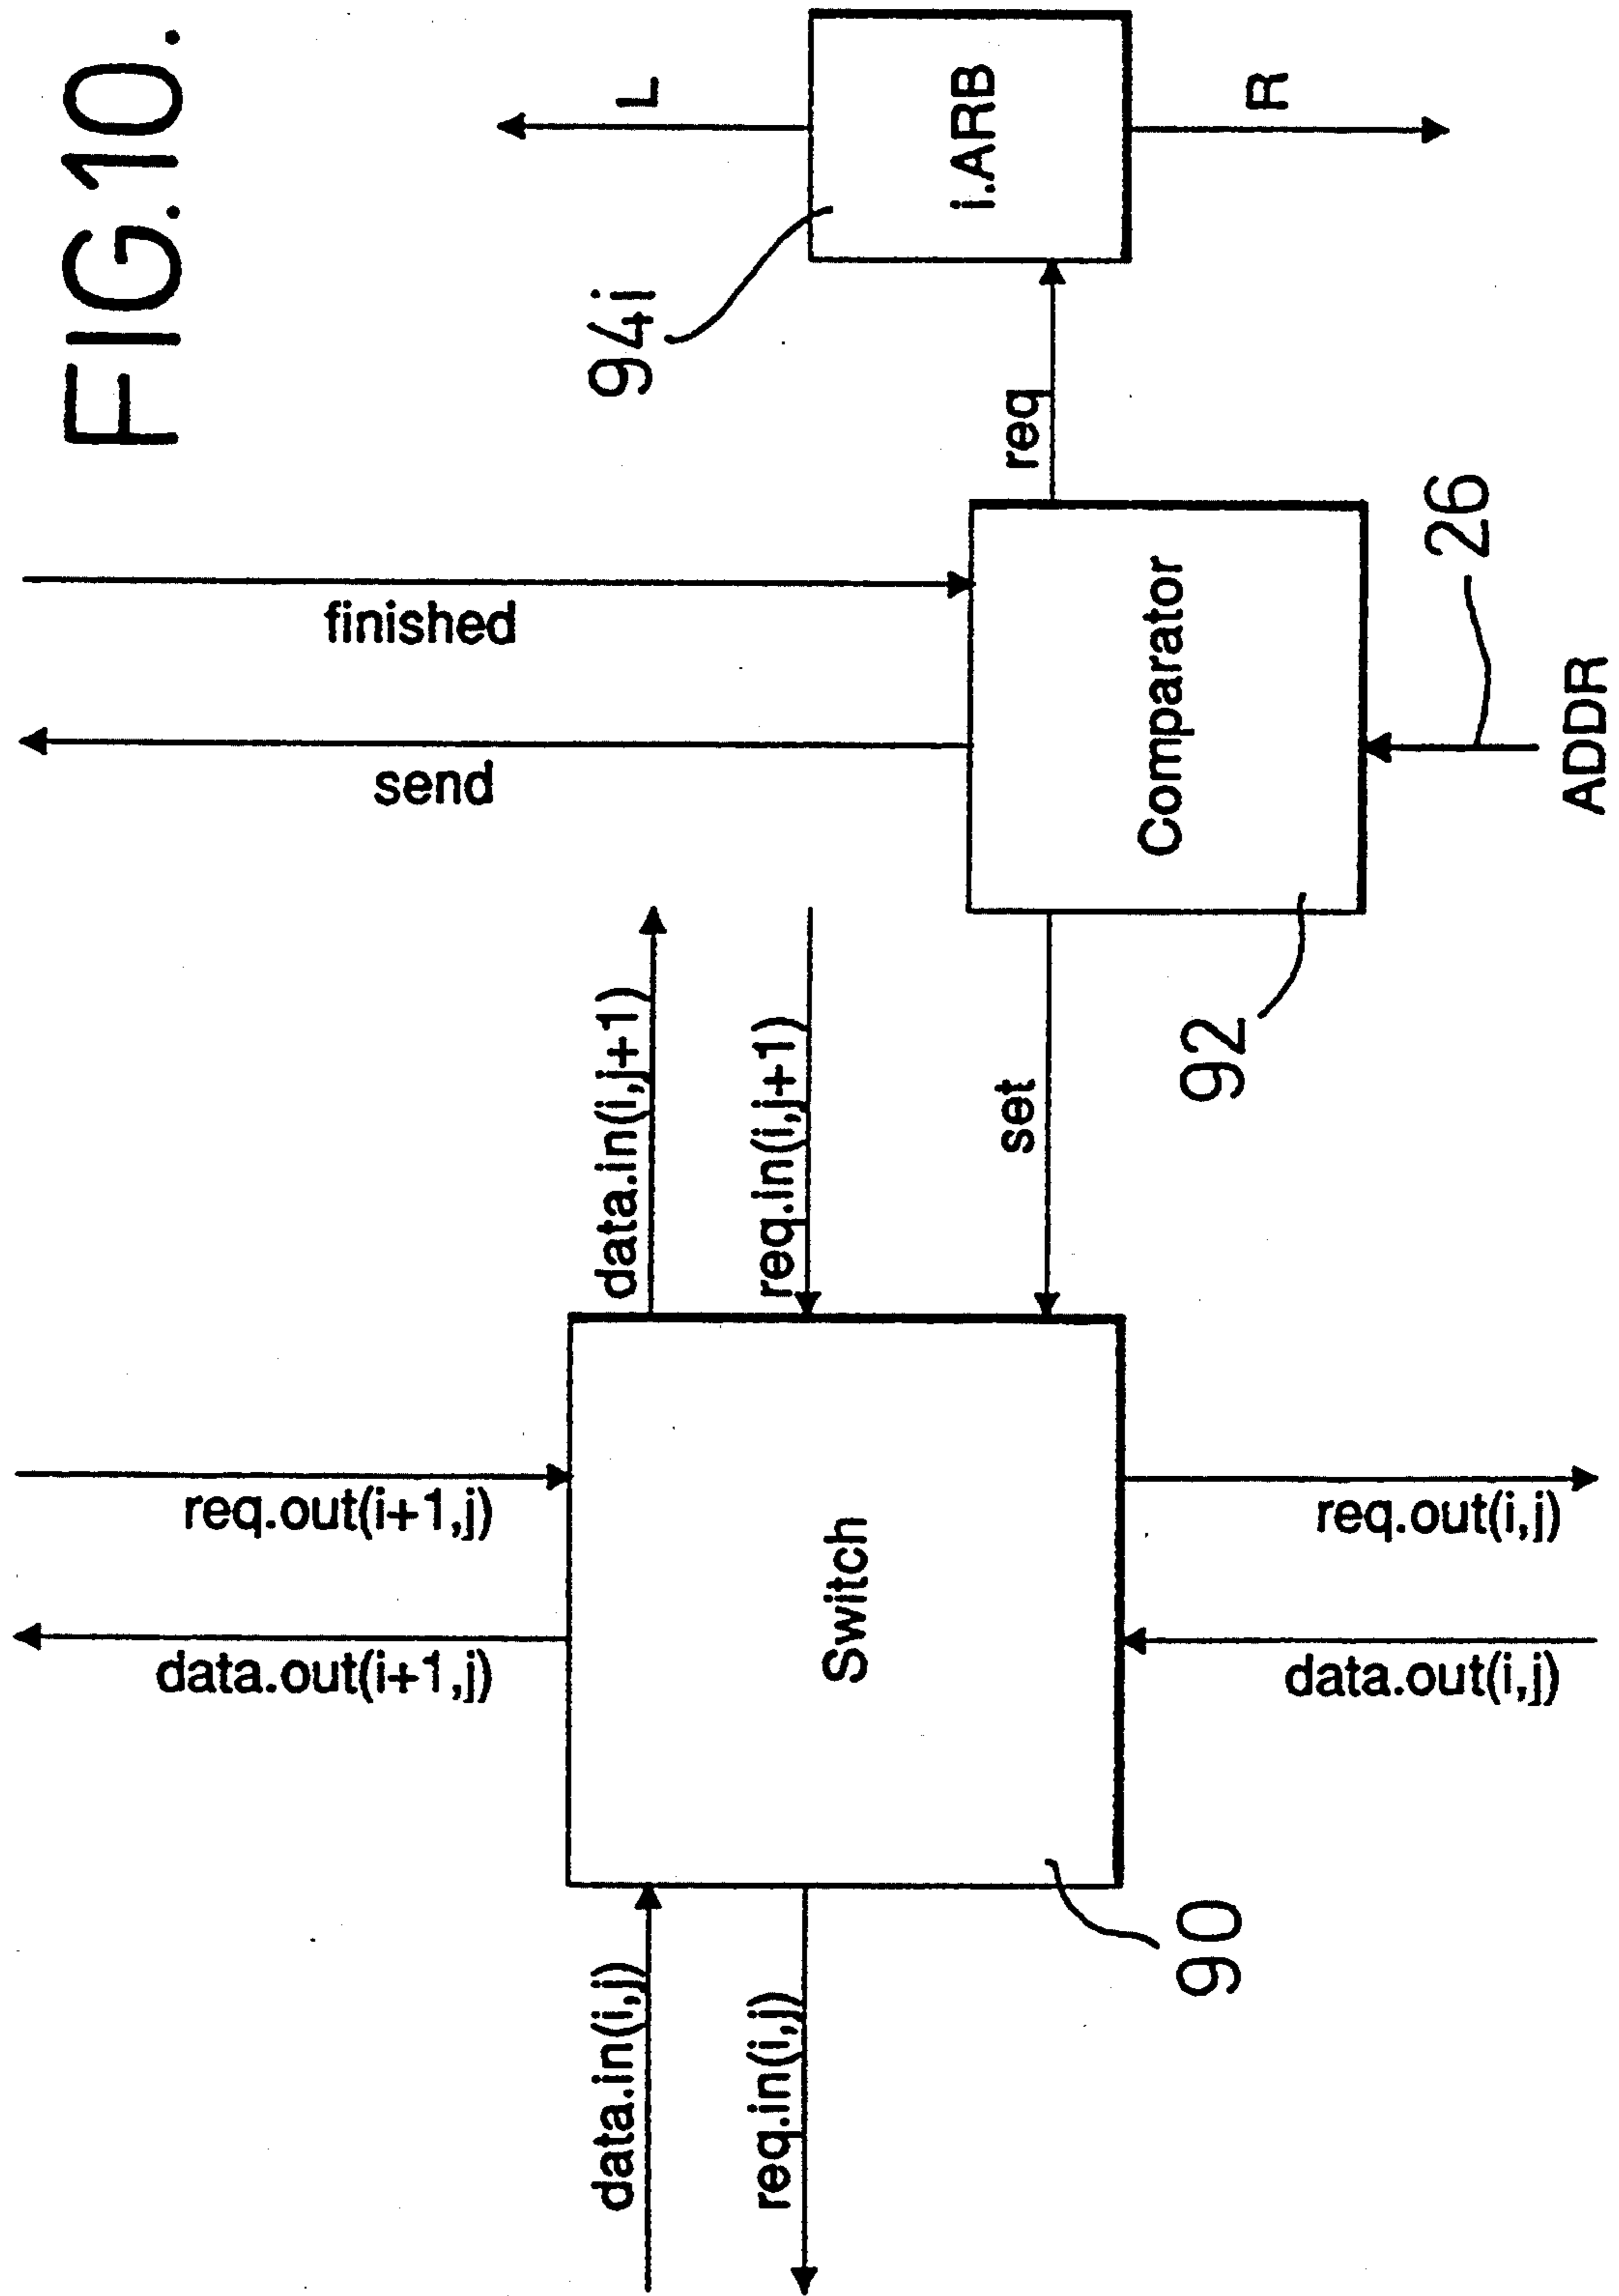 FIG.10.
L
i.ARB
R
94i
req
finished
send
Comparator
26
ADDR
92
set
data.in(i,j+1)
req.in(i,j+1)
req.out(i+1,j)
data.out(i+1,j)
Switch
req.out(i,j)
data.out(i,j)
90
data.in(i,j)
req.in(i,j)